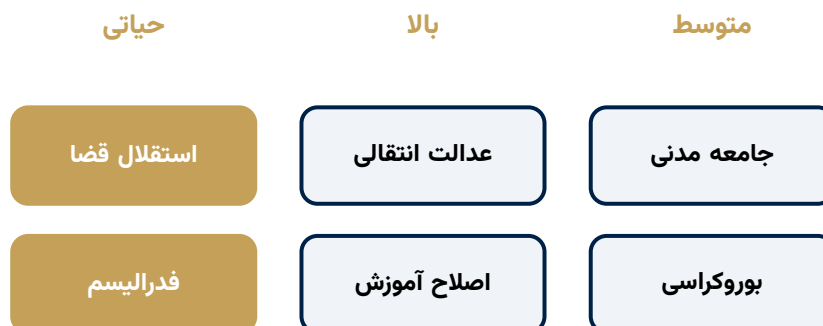 متوسط
بالا
حیاتی
جامعه مدنی
عدالت انتقالی
استقلال قضا
بوروکراسی
اصلاح آموزش
فدرالیسم